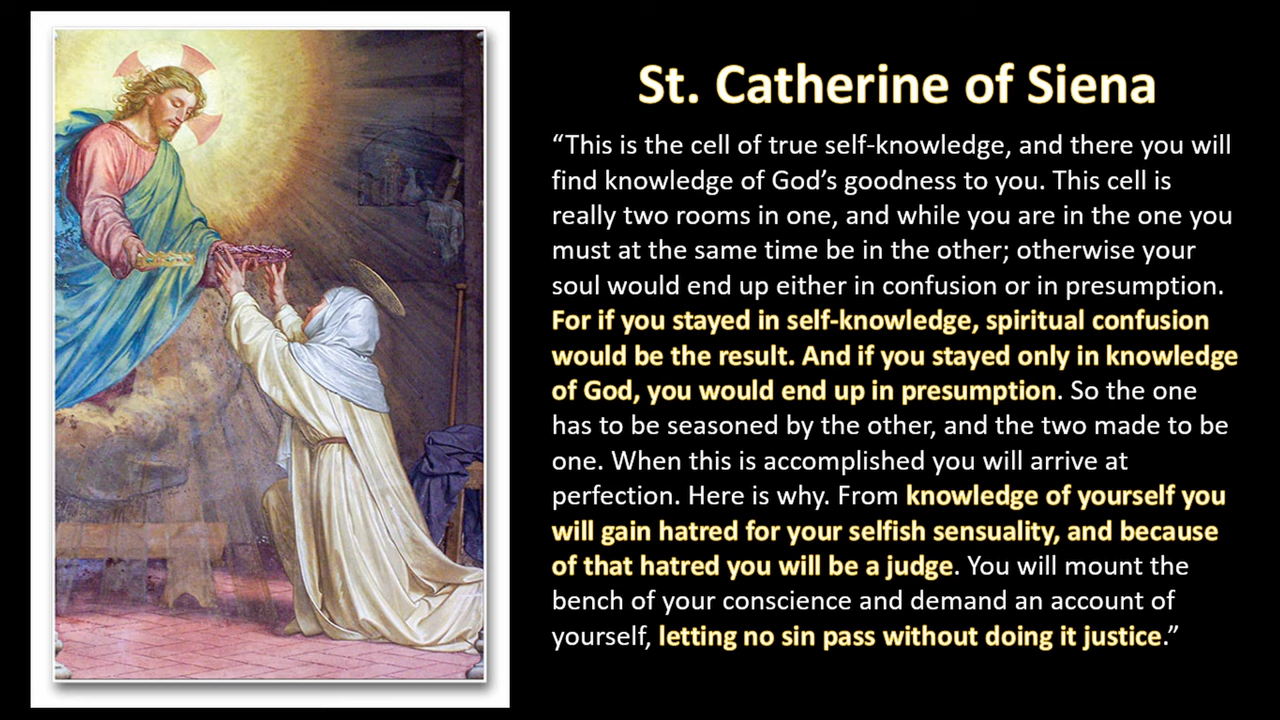 St. Catherine of Siena
“This is the cell of true self-knowledge, and there you will
find knowledge of God’s goodness to you. This cell is
really two rooms in one, and while you are in the one you
must at the same time be in the other; otherwise your
soul would end up either in confusion or in presumption.
For if you stayed in self-knowledge, spiritual confusion
would be the result. And if you stayed only in knowledge
of God, you would end up in presumption. So the one
has to be seasoned by the other, and the two made to be
one. When this is accomplished you will arrive at
perfection. Here is why. From knowledge of yourself you
will gain hatred for your selfish sensuality, and because
of that hatred you will be a judge. You will mount the
bench of your conscience and demand an account of
yourself, letting no sin pass without doing it justice.”